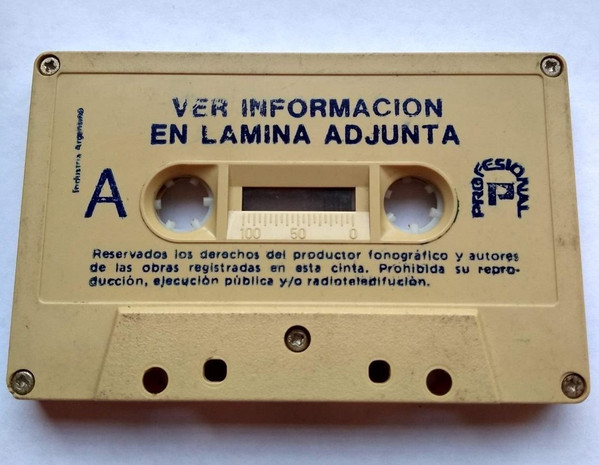 VER INFORMACION
EN LAMINA ADJUNTA
Industria Argentina
A
PROFESIONAL
P
100 50 0
Reservados los derechos del productor fonográfico y autores
de las obras registradas en esta cinta. Prohibida su repro-
ducción, ejecución pública y/o radioteledifución.